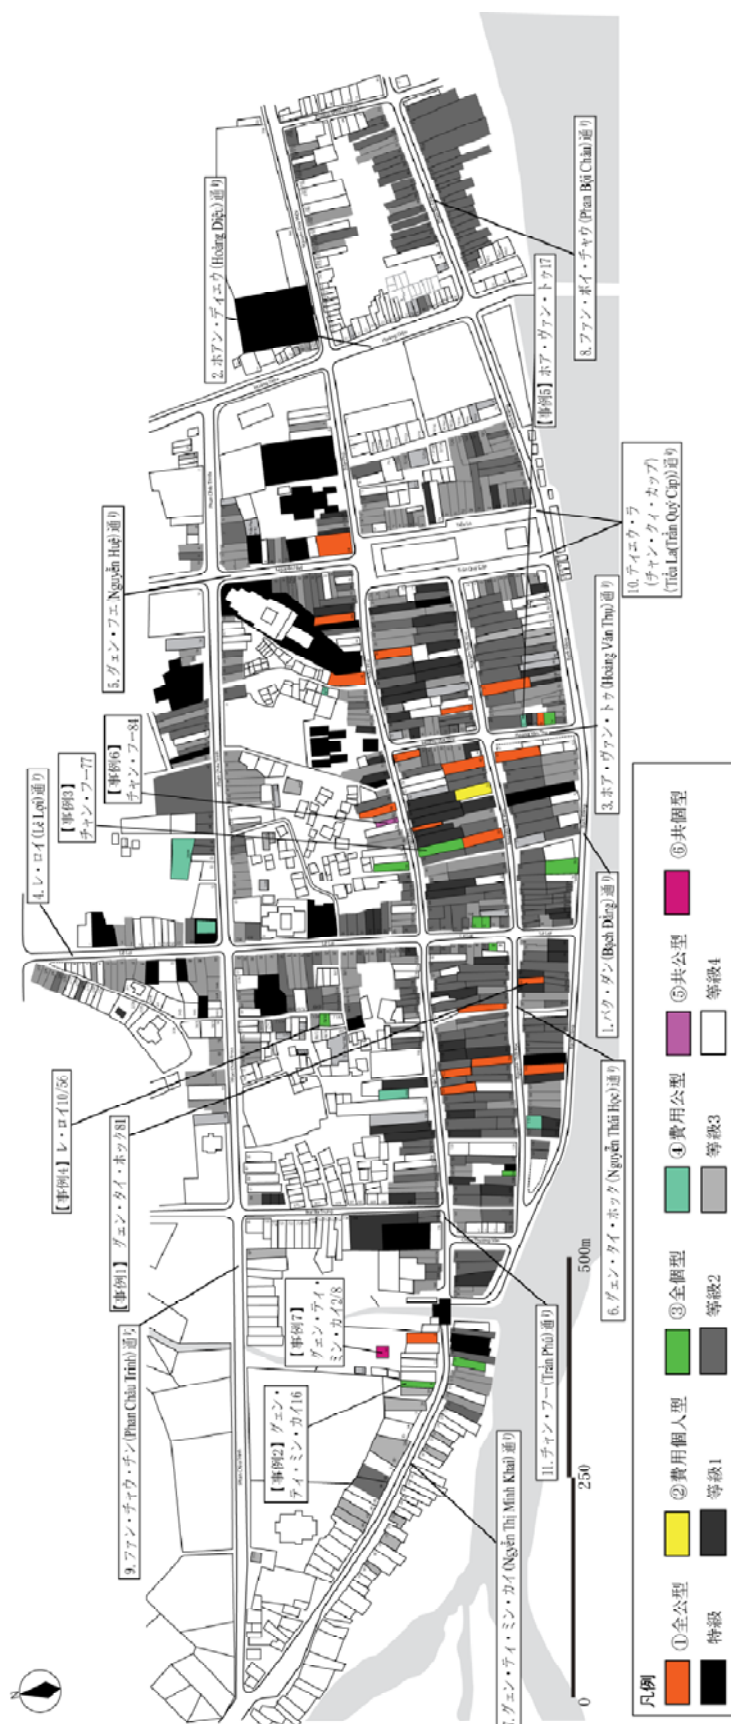 N
9. ファン・チャウ・チン(Phan Châu Trinh)通り
【事例4】レ・ロイ10/56
【事例1】グェン・タイ・ホック81
4. レ・ロイ(Lê Lợi)通り
【事例3】
チャン・フー77
【事例6】
チャン・フー84
5. グェン・フエ(Nguyễn Huệ)通り
2. ホアン・ディエウ(Hoàng Diệu)通り
【事例2】グェン・
ティ・ミン・カイ16
【事例7】
グェン・ティ・
ミン・カイ2/8
7. グェン・ティ・ミン・カイ(Nguyễn Thị Minh Khai)通り
11. チャン・フー(Trần Phú)通り
6. グェン・タイ・ホック(Nguyễn Thái Học)通り
1. バク・ダン(Bạch Đằng)通り
3. ホア・ヴァン・トゥ(Hoàng Văn Thụ)通り
10. ティエウ・ラ
(チャン・クィ・カップ)
(Tiểu La(Trần Quý Cáp))通り
【事例5】ホア・ヴァン・トゥ17
8. ファン・ボイ・チャウ(Phan Bội Châu)通り
0 250 500m
凡例
①全公型 ②費用個人型 ③全個型 ④費用公型 ⑤共公型 ⑥共個型
特級 等級1 等級2 等級3 等級4